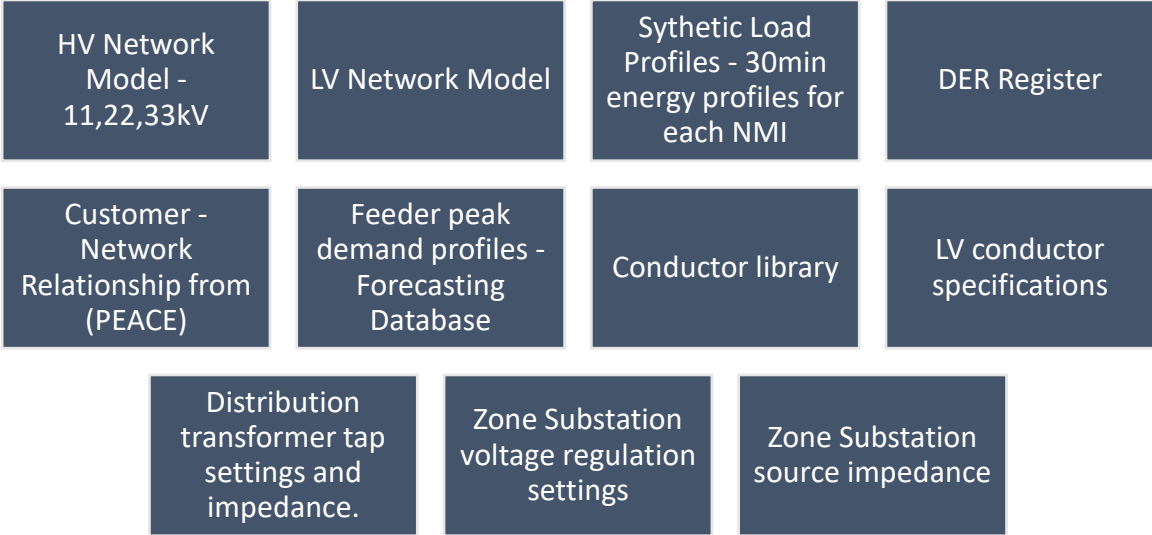 HV Network
Model -
11,22,33kV
LV Network Model
Sythetic Load
Profiles - 30min
energy profiles for
each NMI
DER Register
Customer -
Network
Relationship from
(PEACE)
Feeder peak
demand profiles -
Forecasting
Database
Conductor library
LV conductor
specifications
Distribution
transformer tap
settings and
impedance.
Zone Substation
voltage regulation
settings
Zone Substation
source impedance